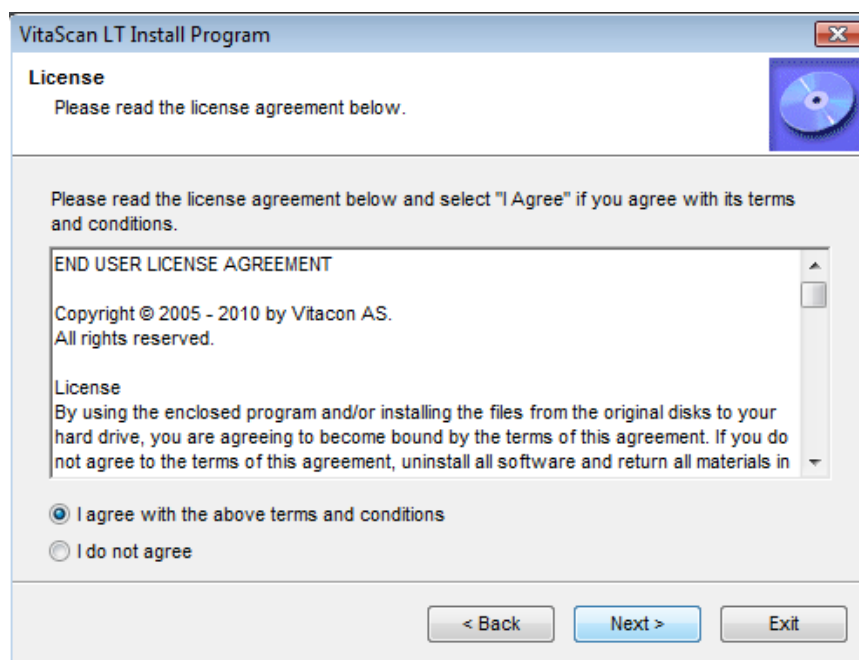 VitaScan LT Install Program
License
Please read the license agreement below.
Please read the license agreement below and select "I Agree" if you agree with its terms
and conditions.
END USER LICENSE AGREEMENT
Copyright © 2005 - 2010 by Vitacon AS.
All rights reserved.
License
By using the enclosed program and/or installing the files from the original disks to your
hard drive, you are agreeing to become bound by the terms of this agreement. If you do
not agree to the terms of this agreement, uninstall all software and return all materials in
I agree with the above terms and conditions
I do not agree
< Back
Next >
Exit